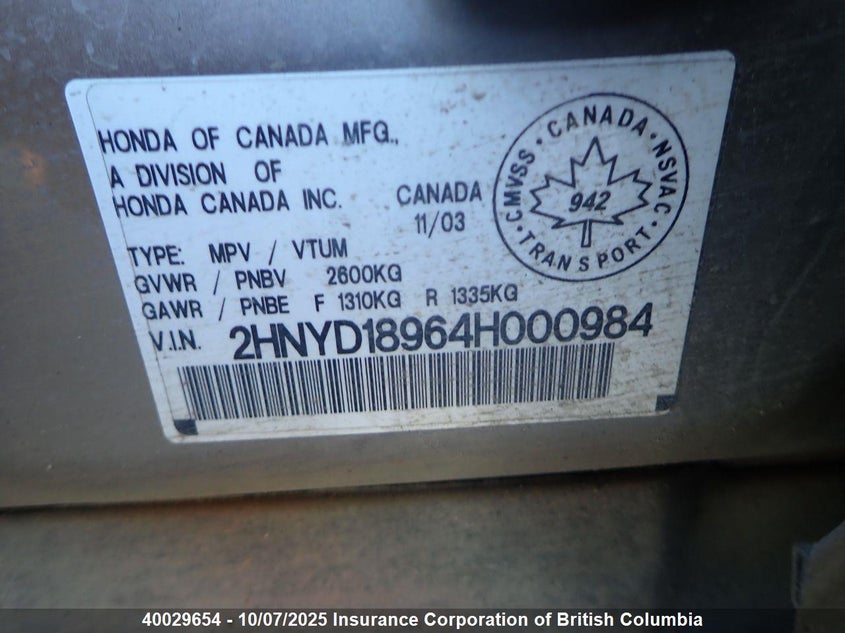 HONDA OF CANADA MFG.,
A DIVISION OF
HONDA CANADA INC.
CANADA
11/03
CMVSS • CANADA • NSVAC • TRANSPORT •
942
TYPE: MPV / VTUM
GVWR / PNBV 2600KG
GAWR / PNBE F 1310KG R 1335KG
V.I.N. 2HNYD18964H000984
40029654 - 10/07/2025 Insurance Corporation of British Columbia